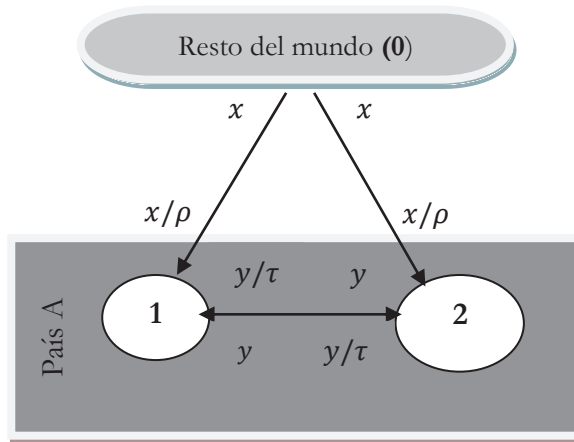 Resto del mundo (0)
x x
x/ρ x/ρ
País A
y/τ y
1 2
y y/τ